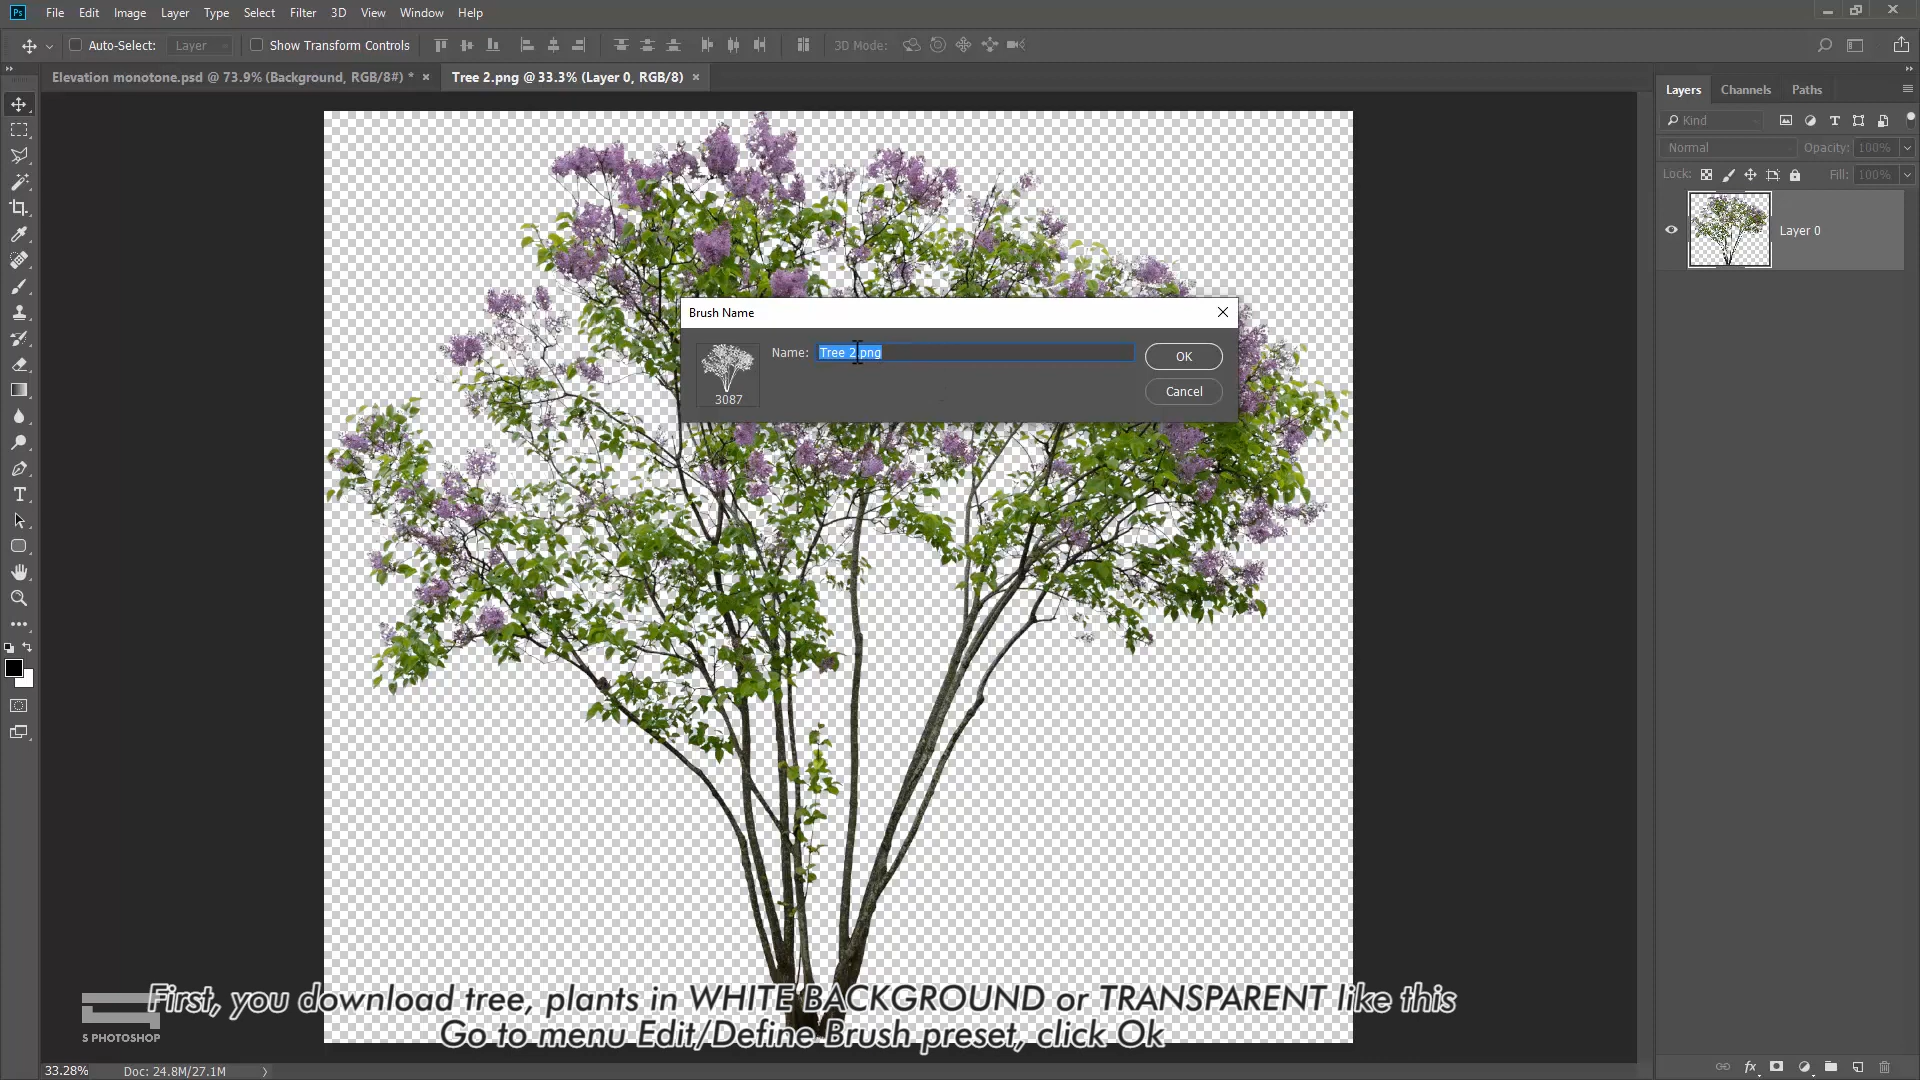 Ps File Edit Image Layer Type Select Filter 3D View Window Help
Auto-Select: Layer Show Transform Controls 3D Mode:
Elevation monotone.psd @ 73.9% (Background, RGB/8#) * × Tree 2.png @ 33.3% (Layer 0, RGB/8) ×
Layers Channels Paths
Kind
Normal Opacity: 100%
Lock: Fill: 100%
Layer 0
Brush Name
Name: Tree 2.png OK
Cancel
3087
First, you download tree, plants in WHITE BACKGROUND or TRANSPARENT like this
Go to menu Edit/Define Brush preset, click Ok
S PHOTOSHOP
33.28% Doc: 24.8M/27.1M